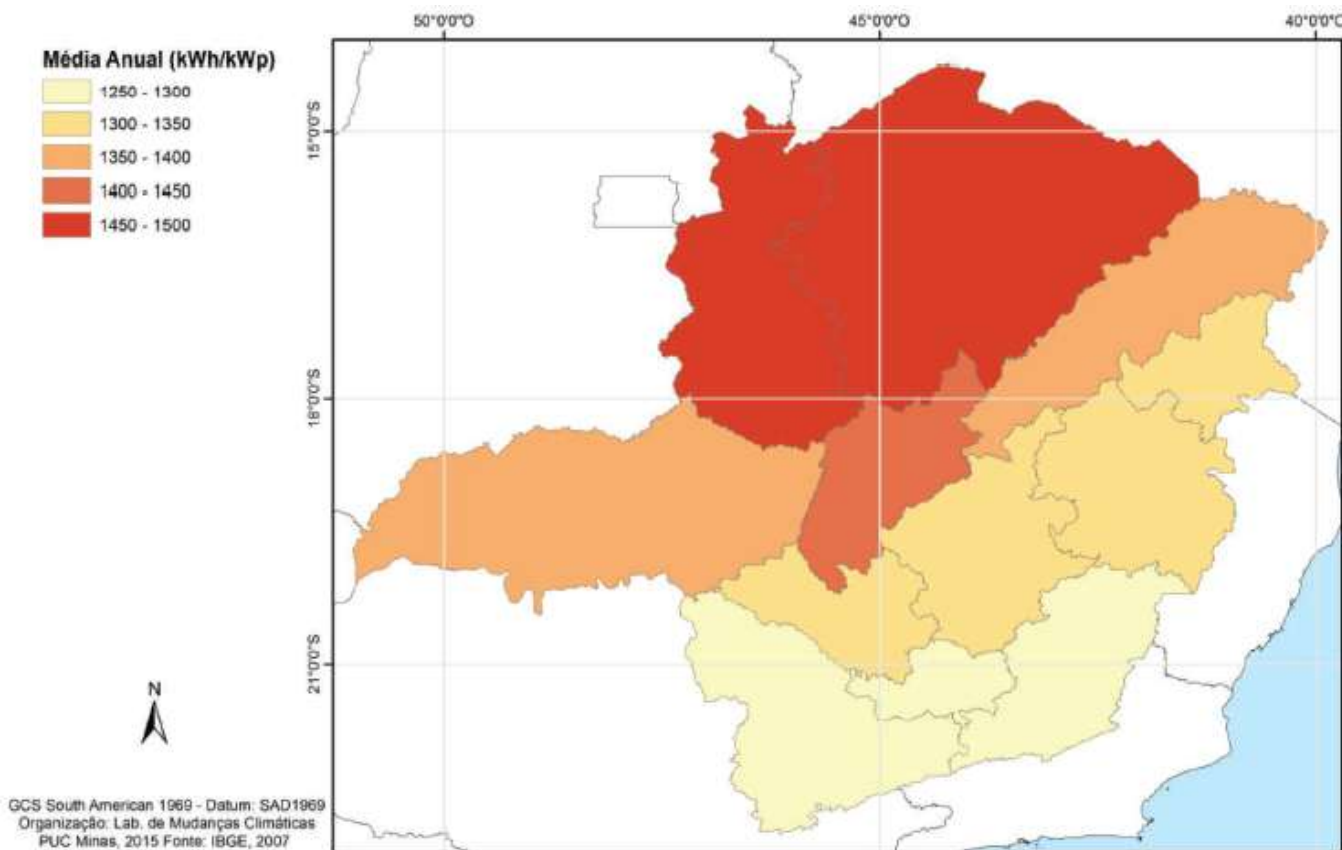 50°0'0"O 45°0'0"O 40°0'0"O
Média Anual (kWh/kWp)
1250 - 1300
1300 - 1350
1350 - 1400
1400 - 1450
1450 - 1500
15°0'0"S
18°0'0"S
21°0'0"S
N
GCS South American 1969 - Datum: SAD1969
Organização: Lab. de Mudanças Climáticas
PUC Minas, 2015 Fonte: IBGE, 2007